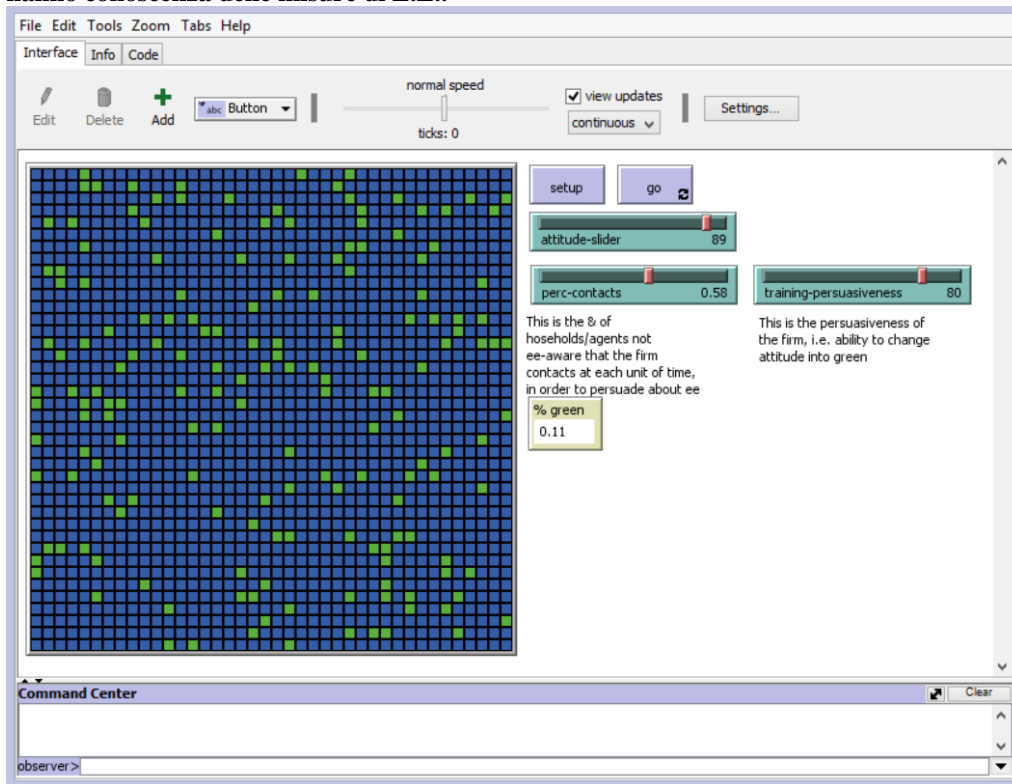 File Edit Tools Zoom Tabs Help
Interface Info Code
normal speed
Edit Delete Add abc Button view updates continuous Settings...
ticks: 0
setup go
attitude-slider 89
perc-contacts 0.58 training-persuasiveness 80
This is the & of
hoseholds/agents not
ee-aware that the firm
contacts at each unit of time,
in order to persuade about ee
This is the persuasiveness of
the firm, i.e. ability to change
attitude into green
% green
0.11
Command Center Clear
observer>